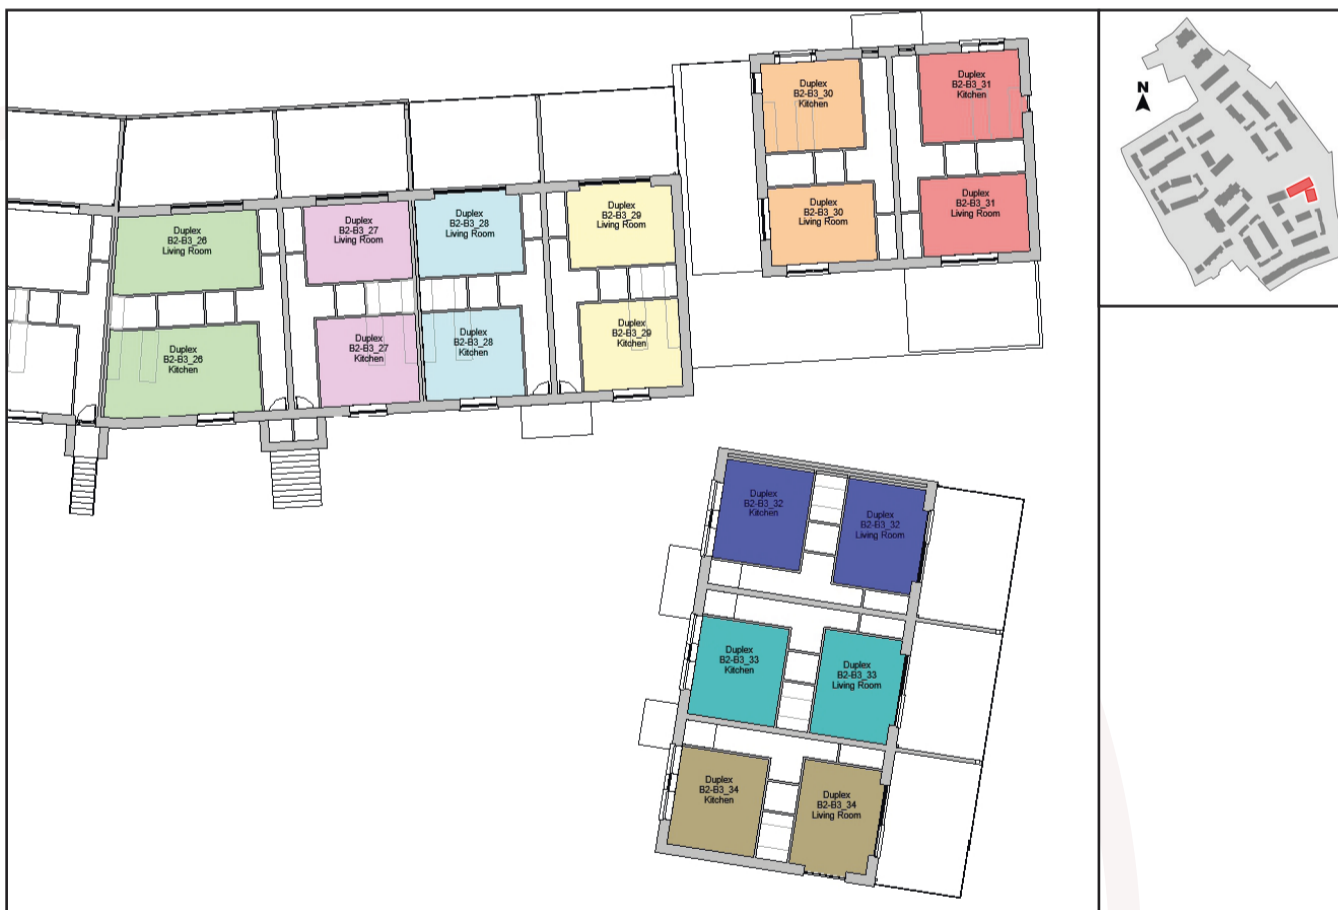 Duplex
B2-B3_30
Kitchen
Duplex
B2-B3_31
Kitchen
N
Duplex
B2-B3_26
Living Room
Duplex
B2-B3_27
Living Room
Duplex
B2-B3_28
Living Room
Duplex
B2-B3_29
Living Room
Duplex
B2-B3_30
Living Room
Duplex
B2-B3_31
Living Room
Duplex
B2-B3_26
Kitchen
Duplex
B2-B3_27
Kitchen
Duplex
B2-B3_28
Kitchen
Duplex
B2-B3_29
Kitchen
Duplex
B2-B3_32
Kitchen
Duplex
B2-B3_32
Living Room
Duplex
B2-B3_33
Kitchen
Duplex
B2-B3_33
Living Room
Duplex
B2-B3_34
Kitchen
Duplex
B2-B3_34
Living Room